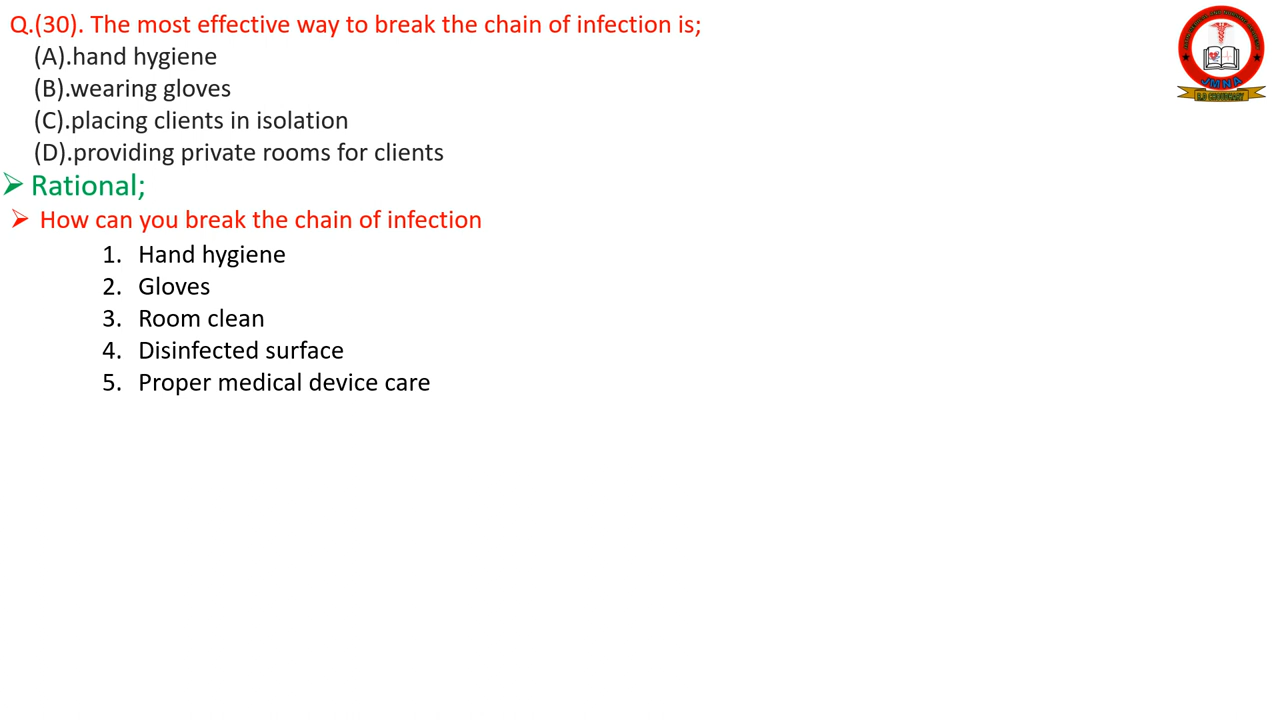 Q.(30). The most effective way to break the chain of infection is;
(A).hand hygiene
(B).wearing gloves
(C).placing clients in isolation
(D).providing private rooms for clients
Rational;
How can you break the chain of infection
1. Hand hygiene
2. Gloves
3. Room clean
4. Disinfected surface
5. Proper medical device care
JMNA